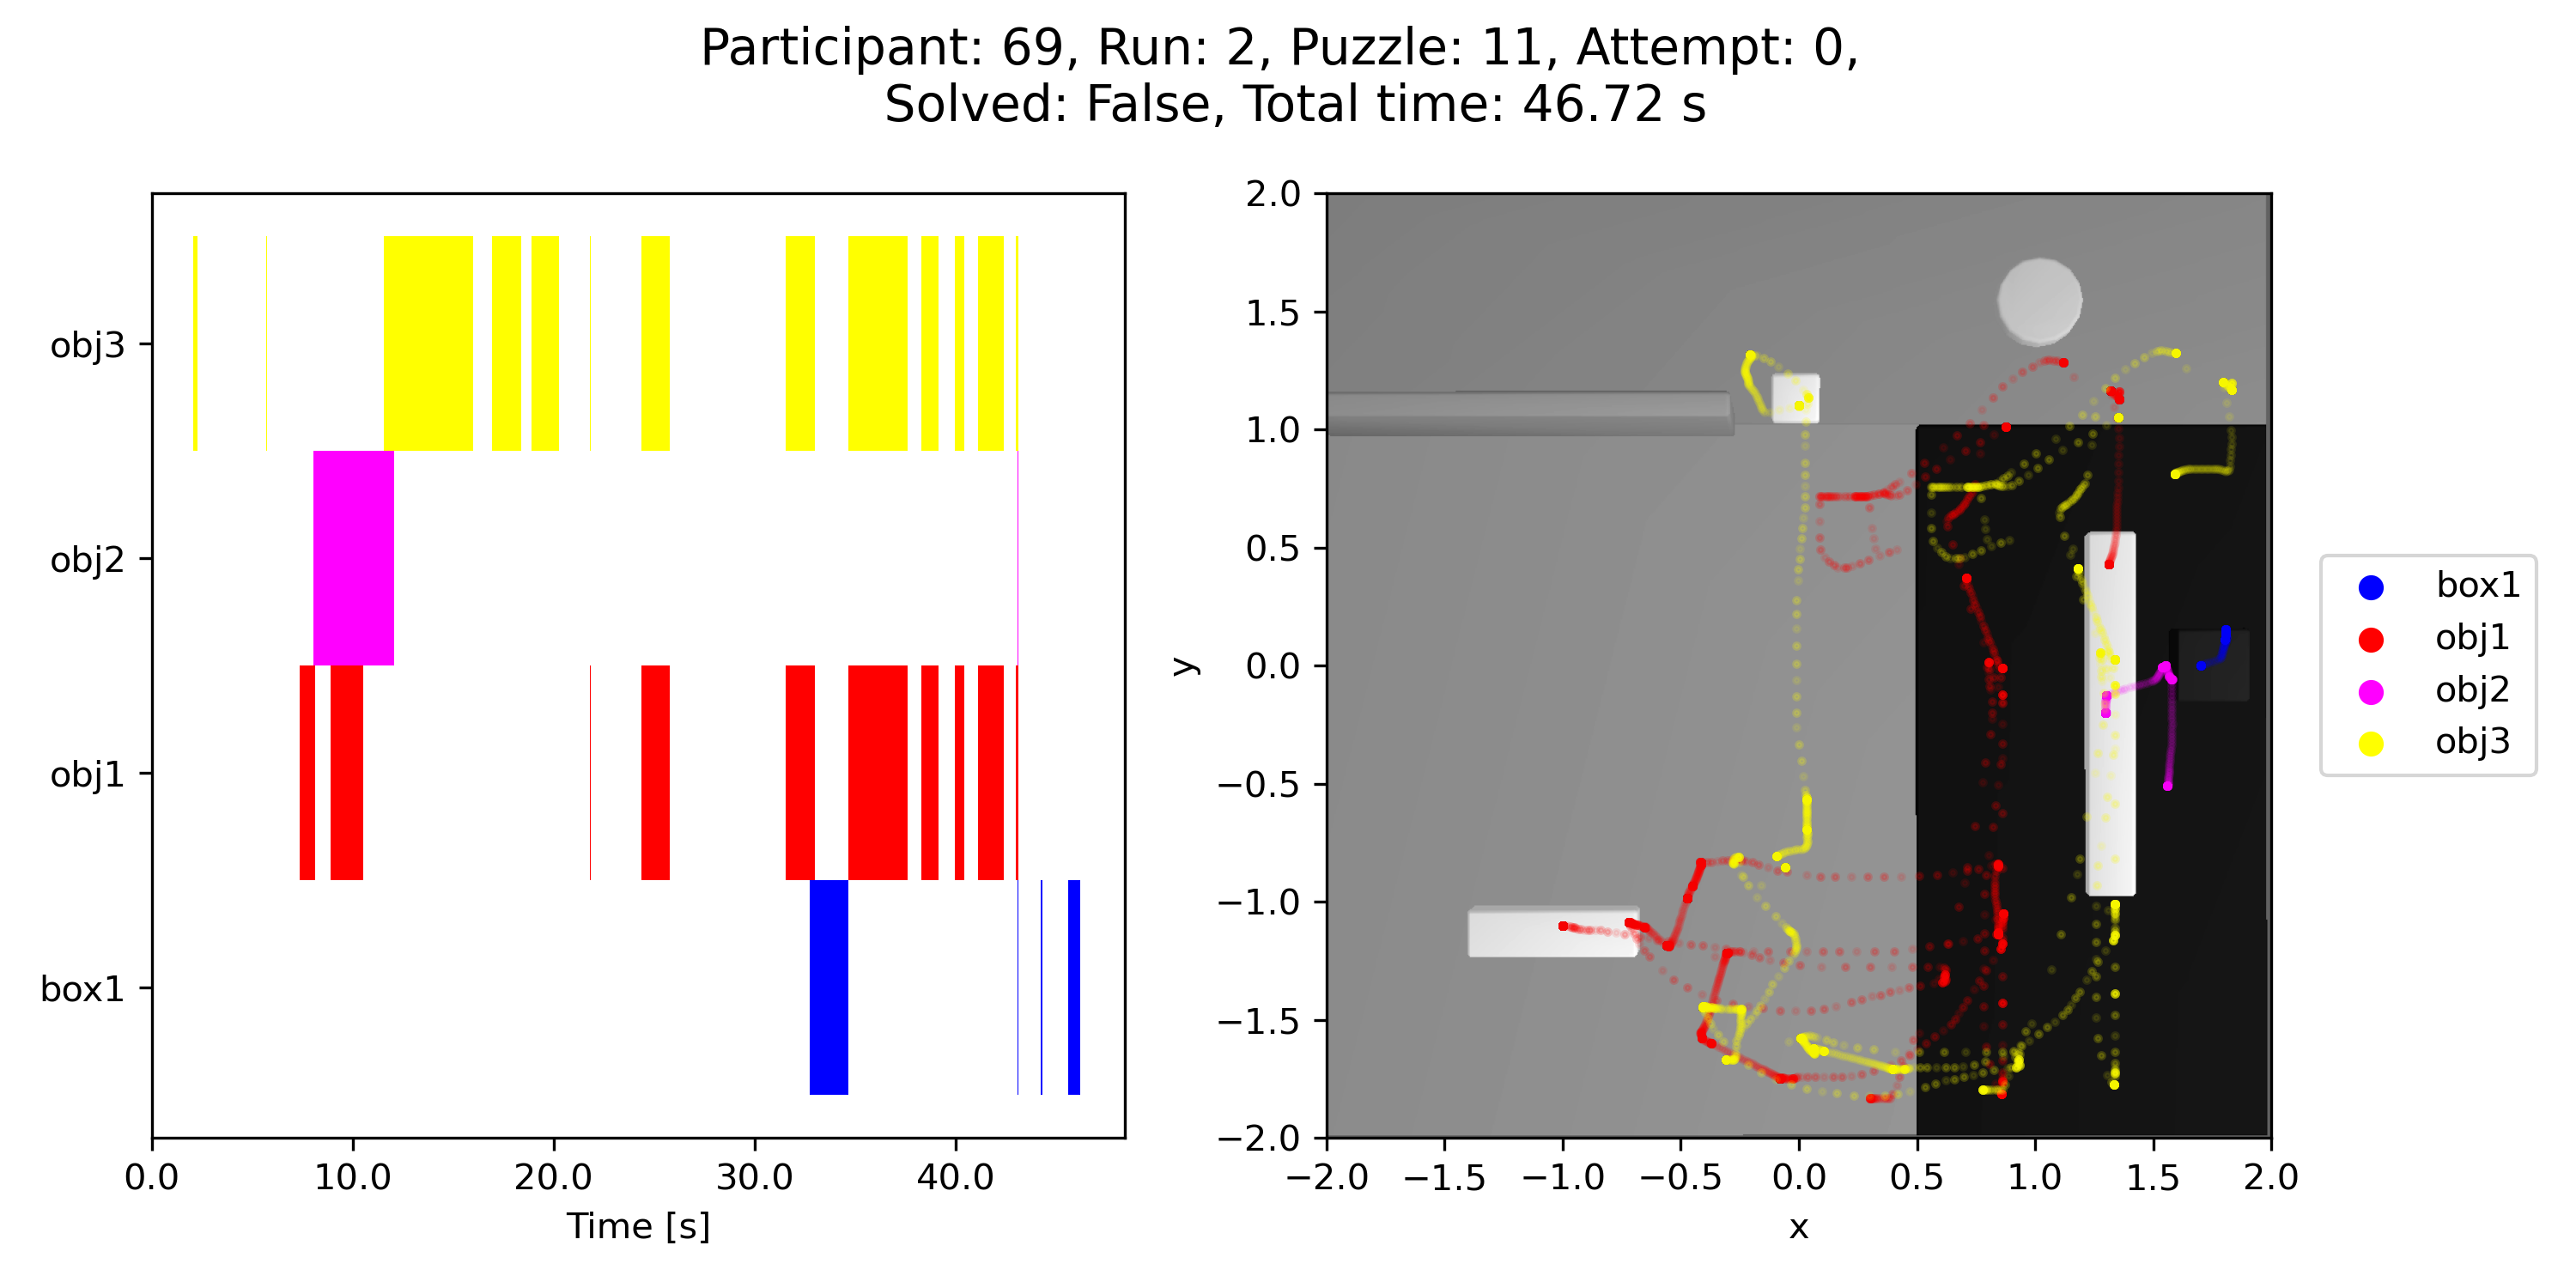 Participant: 69, Run: 2, Puzzle: 11, Attempt: 0,
Solved: False, Total time: 46.72 s
obj3
obj2
obj1
box1
0.0 10.0 20.0 30.0 40.0
Time [s]
2.0
1.5
1.0
0.5
0.0
−0.5
−1.0
−1.5
−2.0
y
−2.0 −1.5 −1.0 −0.5 0.0 0.5 1.0 1.5 2.0
x
box1
obj1
obj2
obj3